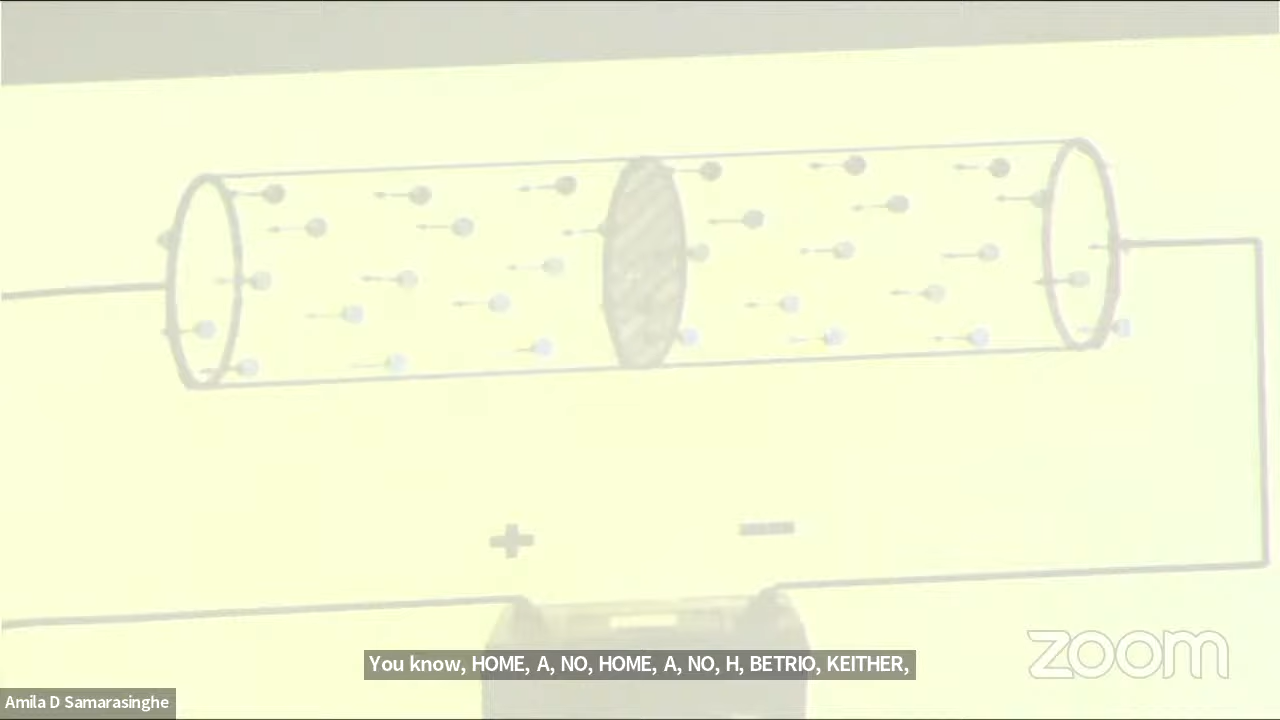 + −
You know, HOME, A, NO, HOME, A, NO, H, BETRIO, KEITHER,
zoom
Amila D Samarasinghe